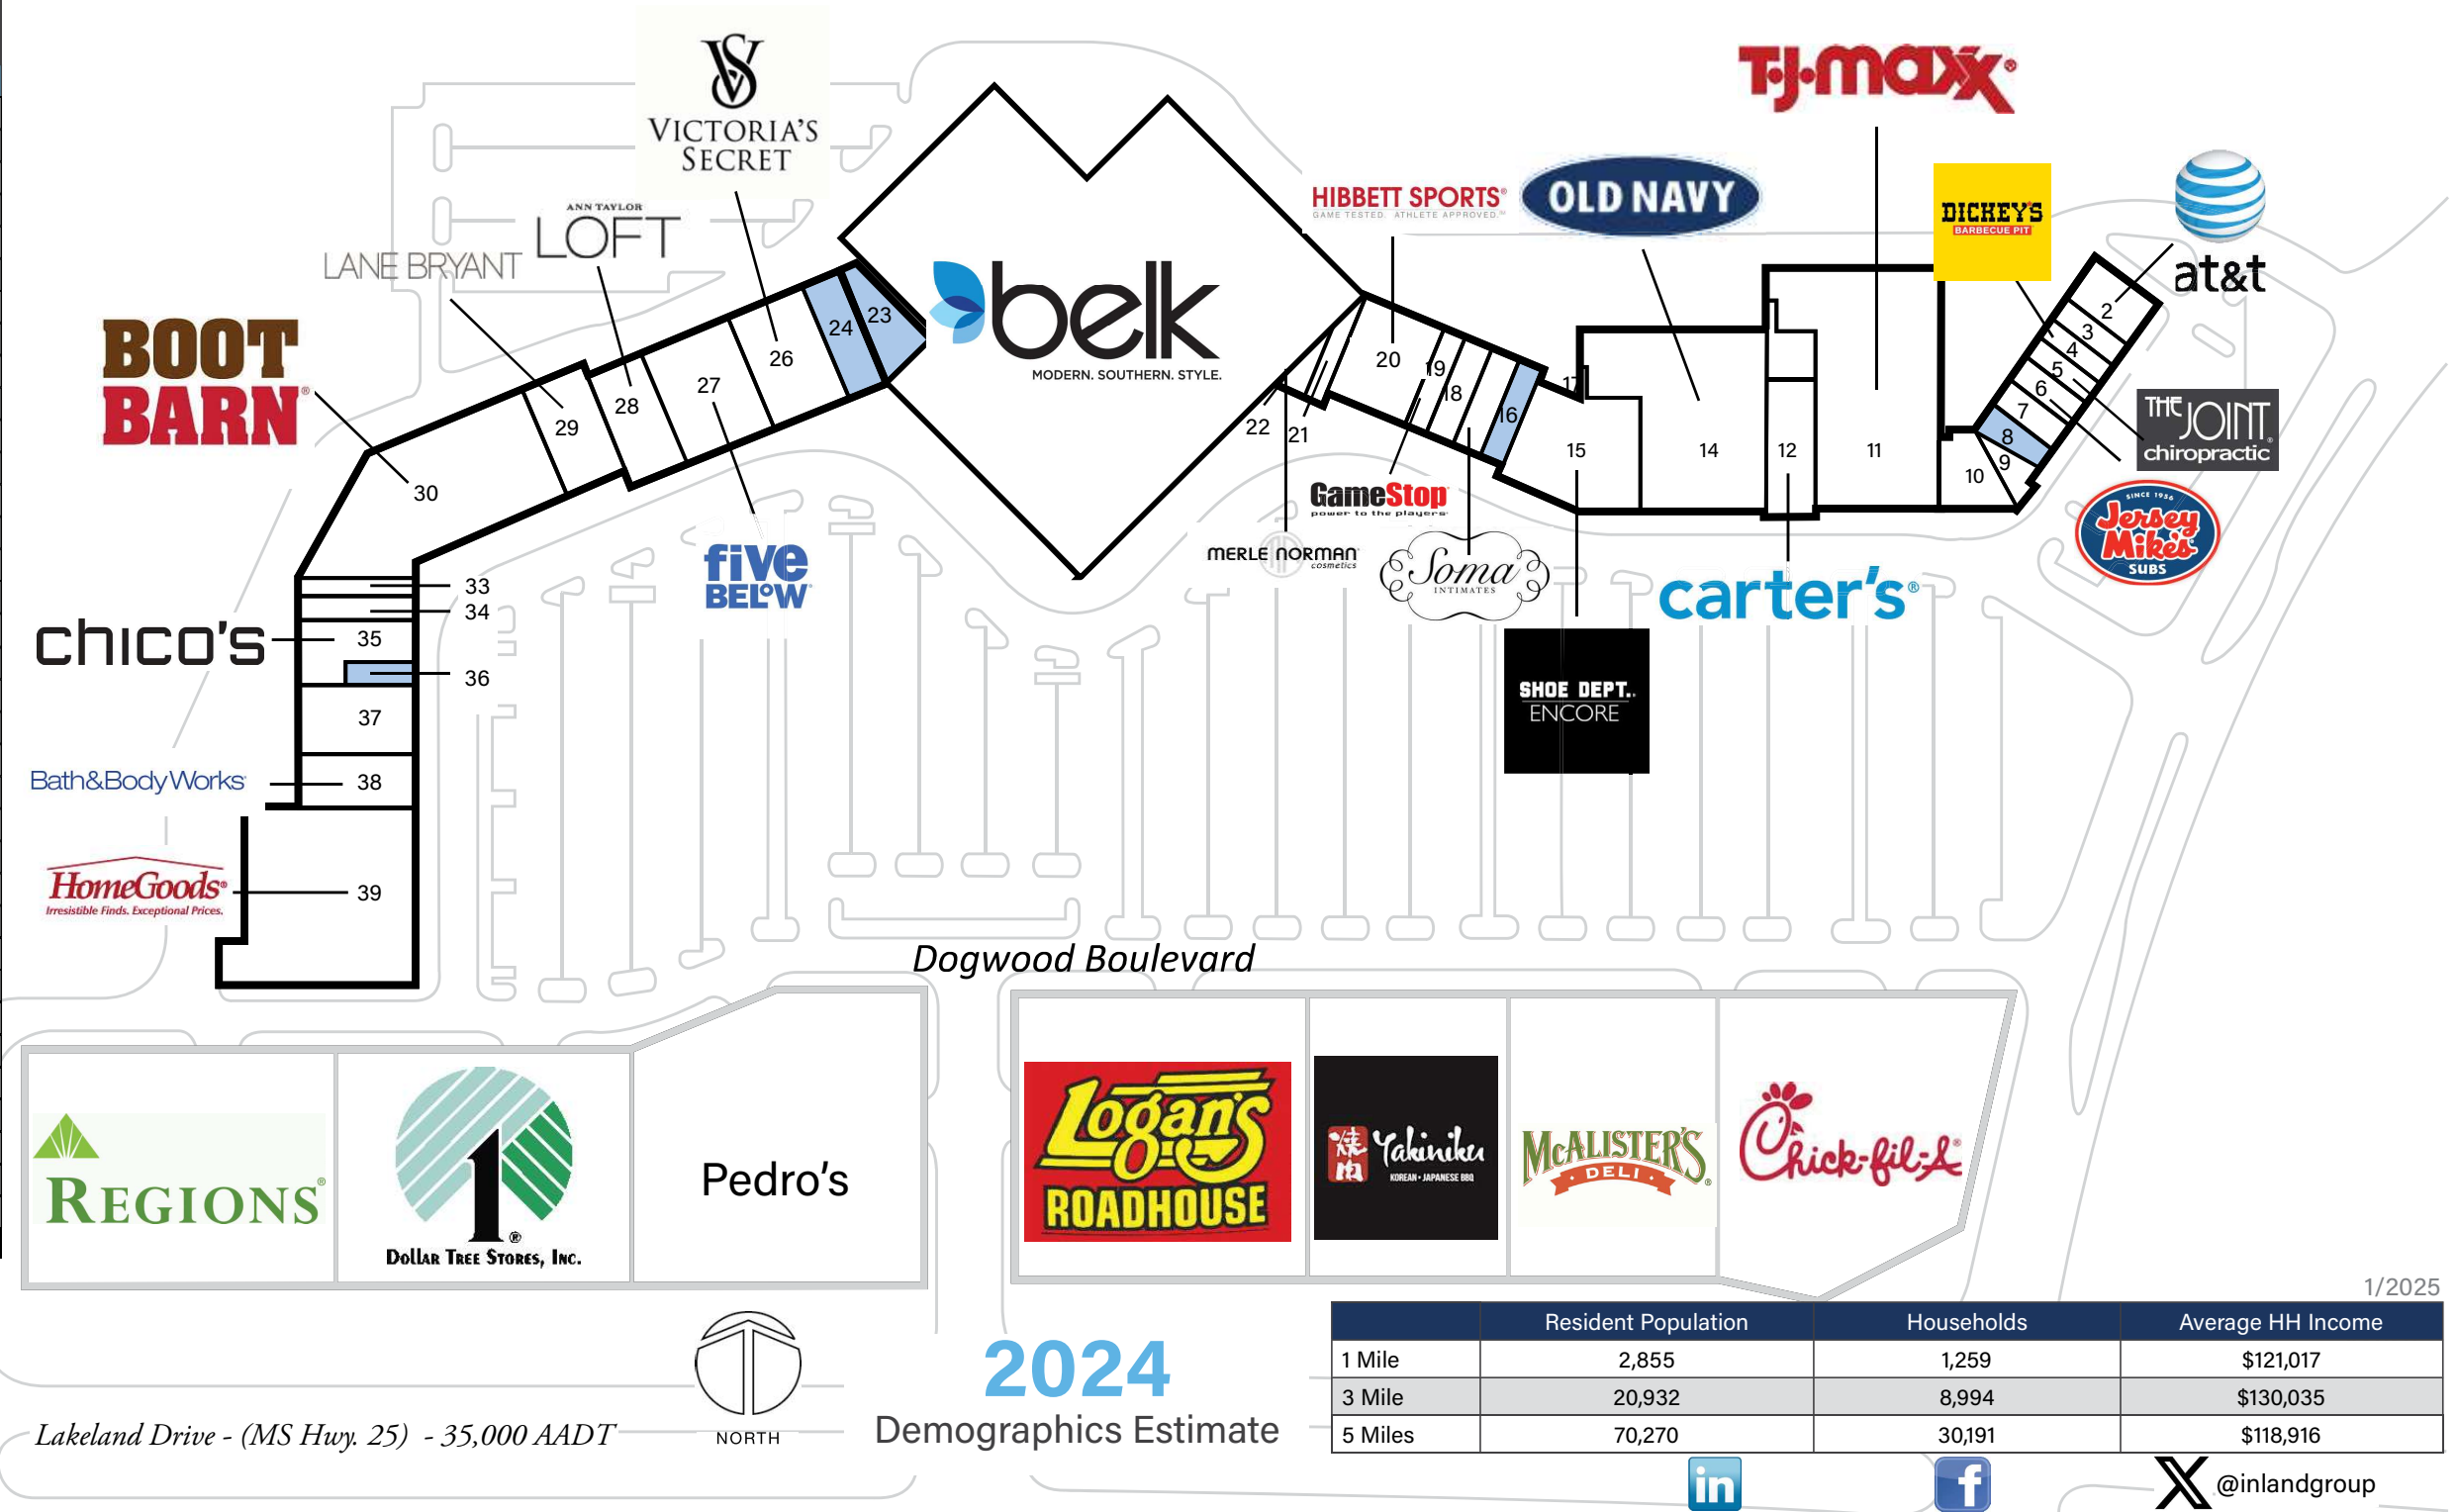 T.J.maxx®
VICTORIA'S
SECRET
ANN TAYLOR
LOFT
LANE BRYANT
HIBBETT SPORTS®
GAME TESTED. ATHLETE APPROVED.™
OLD NAVY
DICKEY'S
BARBECUE PIT
at&t
BOOT
BARN®
belk
MODERN. SOUTHERN. STYLE.
23
24
26
27
28
29
30
20
19
18
17
16
15
14
12
11
10
9
8
7
6
5
4
3
2
22
21
THE JOINT
chiropractic
GameStop
power to the players
MERLE NORMAN
cosmetics
Soma
INTIMATES
SINCE 1956
Jersey
Mike's
SUBS
five
BELOW
carter's®
33
34
CHICO'S
35
36
37
SHOE DEPT.
ENCORE
Bath&BodyWorks
38
HomeGoods®
Irresistible Finds. Exceptional Prices.
39
Dogwood Boulevard
REGIONS®
1®
DOLLAR TREE STORES, INC.
Pedro's
Logan's
ROADHOUSE
焼肉 Yakiniku
KOREAN • JAPANESE BBQ
McALISTER'S
DELI
Chick-fil-A®
1/2025
Resident Population Households Average HH Income
1 Mile 2,855 1,259 $121,017
3 Mile 20,932 8,994 $130,035
5 Miles 70,270 30,191 $118,916
2024
Demographics Estimate
NORTH
Lakeland Drive - (MS Hwy. 25) - 35,000 AADT
in f X @inlandgroup